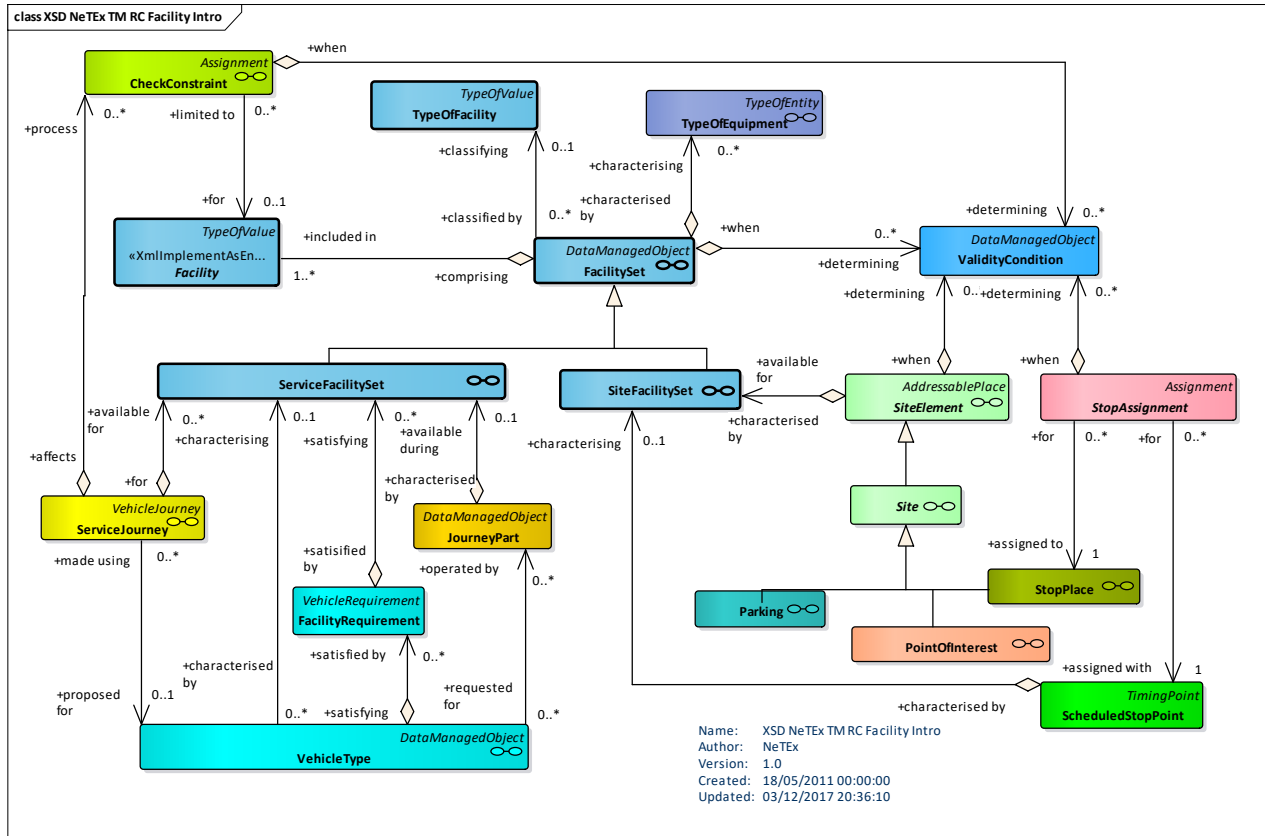 class XSD NeTEx TM RC Facility Intro
Assignment
CheckConstraint
+when
+process
0..*
+limited to
0..*
TypeOfValue
TypeOfFacility
TypeOfEntity
TypeOfEquipment
+classifying
0..1
+characterising
0..*
+for
0..1
+classified by
0..*
+characterised
by
+when
0..*
+determining
+determining
0..*
TypeOfValue
«XmlImplementAsEn...
Facility
+included in
1..*
+comprising
DataManagedObject
FacilitySet
DataManagedObject
ValidityCondition
+determining
0..
+determining
0..*
ServiceFacilitySet
SiteFacilitySet
+available
for
+when
+when
AddressablePlace
SiteElement
Assignment
StopAssignment
+available
for
0..*
+characterising
0..1
+satisfying
0..*
+available
during
0..1
+characterising
0..1
+characterised
by
+for
0..*
+for
0..*
+affects
+for
+characterised
by
VehicleJourney
ServiceJourney
DataManagedObject
JourneyPart
Site
+made using
0..*
+satisified
by
+operated by
0..*
+assigned to
1
VehicleRequirement
FacilityRequirement
StopPlace
Parking
PointOfInterest
+characterised
by
+satisfied by
0..*
+assigned with
1
+proposed
for
0..1
0..*
+satisfying
+requested
for
0..*
+characterised by
TimingPoint
ScheduledStopPoint
DataManagedObject
VehicleType
Name: XSD NeTEx TM RC Facility Intro
Author: NeTEx
Version: 1.0
Created: 18/05/2011 00:00:00
Updated: 03/12/2017 20:36:10